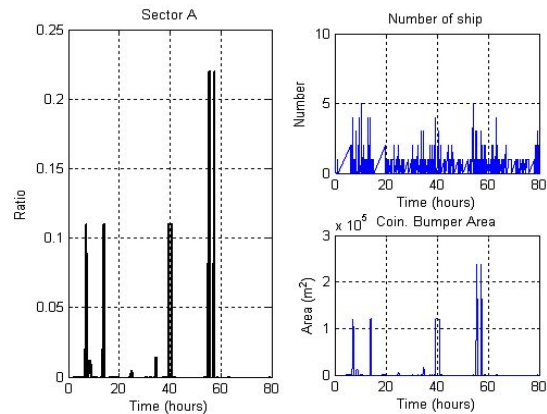 Sector A
0.25
0.2
0.15
0.1
0.05
0
0 20 40 60 80
Ratio
Time (hours)
Number of ship
10
5
0
0 20 40 60 80
Number
Time (hours)
x 10^5 Coin. Bumper Area
3
2
1
0
0 20 40 60 80
Area (m²)
Time (hours)